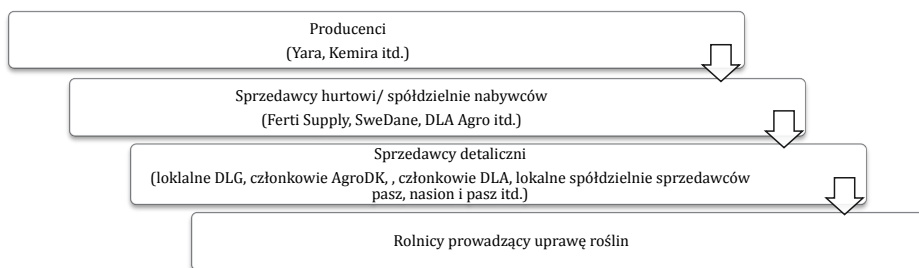 Producenci
(Yara, Kemira itd.)
Sprzedawcy hurtowi/ spółdzielnie nabywców
(Ferti Supply, SweDane, DLA Agro itd.)
Sprzedawcy detaliczni
(loklalne DLG, członkowie AgroDK, , członkowie DLA, lokalne spółdzielnie sprzedawców
pasz, nasion i pasz itd.)
Rolnicy prowadzący uprawę roślin